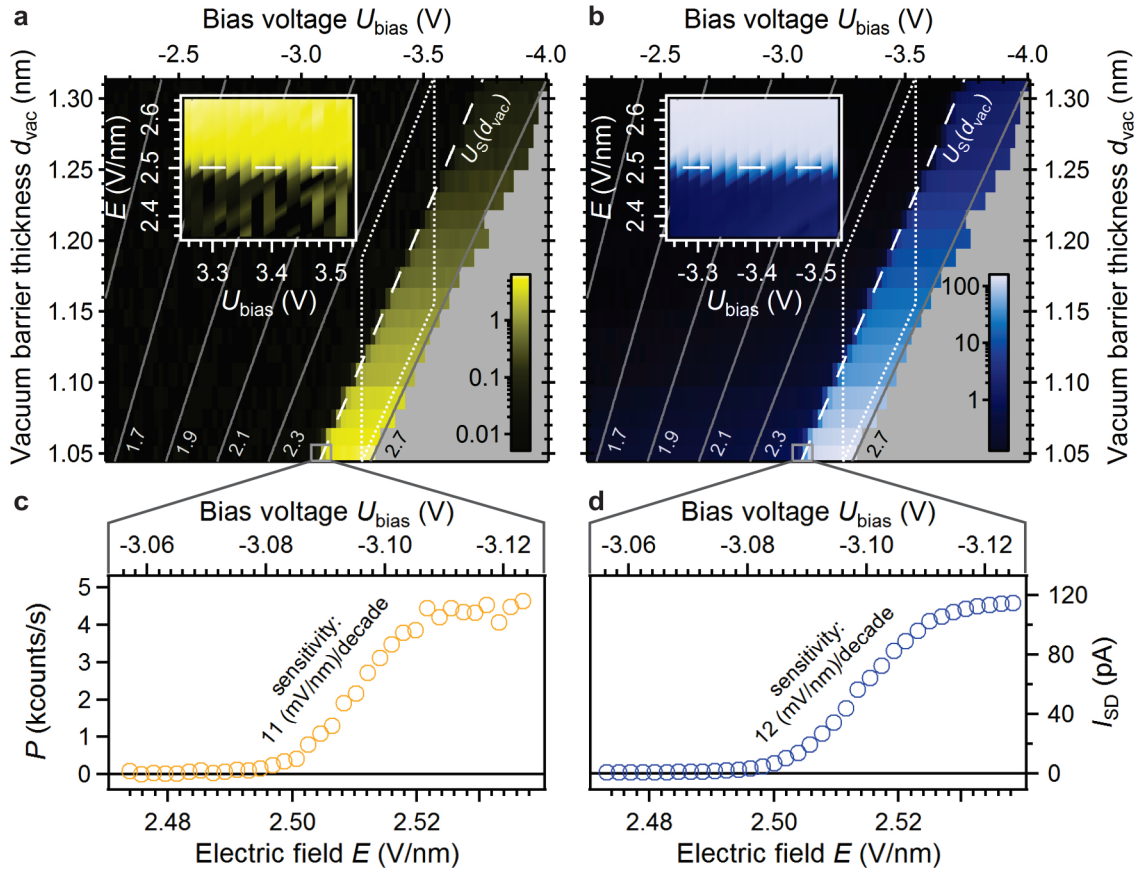 a
Bias voltage U_bias (V)
-2.5 -3.0 -3.5 -4.0
Vacuum barrier thickness d_vac (nm)
1.30
1.25
1.20
1.15
1.10
1.05
E (V/nm)
2.6
2.5
2.4
3.3 3.4 3.5
U_bias (V)
U_S(d_vac)
1
0.1
0.01
1.7 1.9 2.1 2.3 2.7
b
Bias voltage U_bias (V)
-2.5 -3.0 -3.5 -4.0
E (V/nm)
2.6
2.5
2.4
-3.3 -3.4 -3.5
U_bias (V)
U_S(d_vac)
100
10
1
1.7 1.9 2.1 2.3 2.7
1.30
1.25
1.20
1.15
1.10
1.05
Vacuum barrier thickness d_vac (nm)
c
Bias voltage U_bias (V)
-3.06 -3.08 -3.10 -3.12
P (kcounts/s)
5
4
3
2
1
0
sensitivity:
11 (mV/nm)/decade
2.48 2.50 2.52
Electric field E (V/nm)
d
Bias voltage U_bias (V)
-3.06 -3.08 -3.10 -3.12
sensitivity:
12 (mV/nm)/decade
120
80
40
0
I_SD (pA)
2.48 2.50 2.52
Electric field E (V/nm)